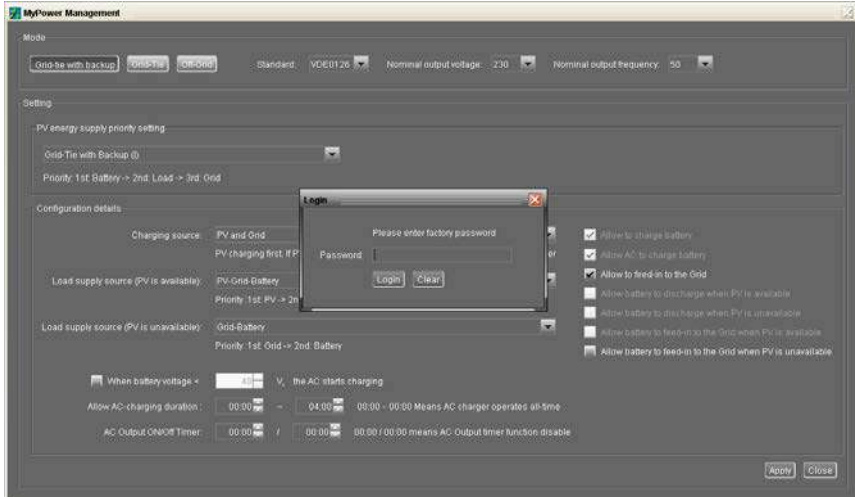 MyPower Management
Mode
Grid-tie with backup Grid-Tie Off-Grid Standard: VDE0126 Nominal output voltage: 230 Nominal output frequency: 50
Setting
PV energy supply priority setting
Grid-Tie with Backup (I)
Priority: 1st: Battery -> 2nd: Load -> 3rd: Grid
Login
Configuration details
Please enter factory password
Charging source: PV and Grid
Allow to charge battery
PV charging first. If P
or
Password
Allow AC to charge battery
Login Clear
Allow to feed-in to the Grid
Load supply source (PV is available): PV-Grid-Battery
Allow battery to discharge when PV is available
Priority: 1st: PV -> 2n
Allow battery to discharge when PV is unavailable
Load supply source (PV is unavailable): Grid-Battery
Allow battery to feed-in to the Grid when PV is available
Priority: 1st: Grid -> 2nd: Battery
Allow battery to feed-in to the Grid when PV is unavailable
When battery voltage < V, the AC starts charging
Allow AC-charging duration : 00:00 ~ 04:00 00:00 - 00:00 Means AC charger operates all-time
AC Output ON/Off Timer: 00:00 / 00:00 00:00 / 00:00 means AC Output timer function disable
Apply Close